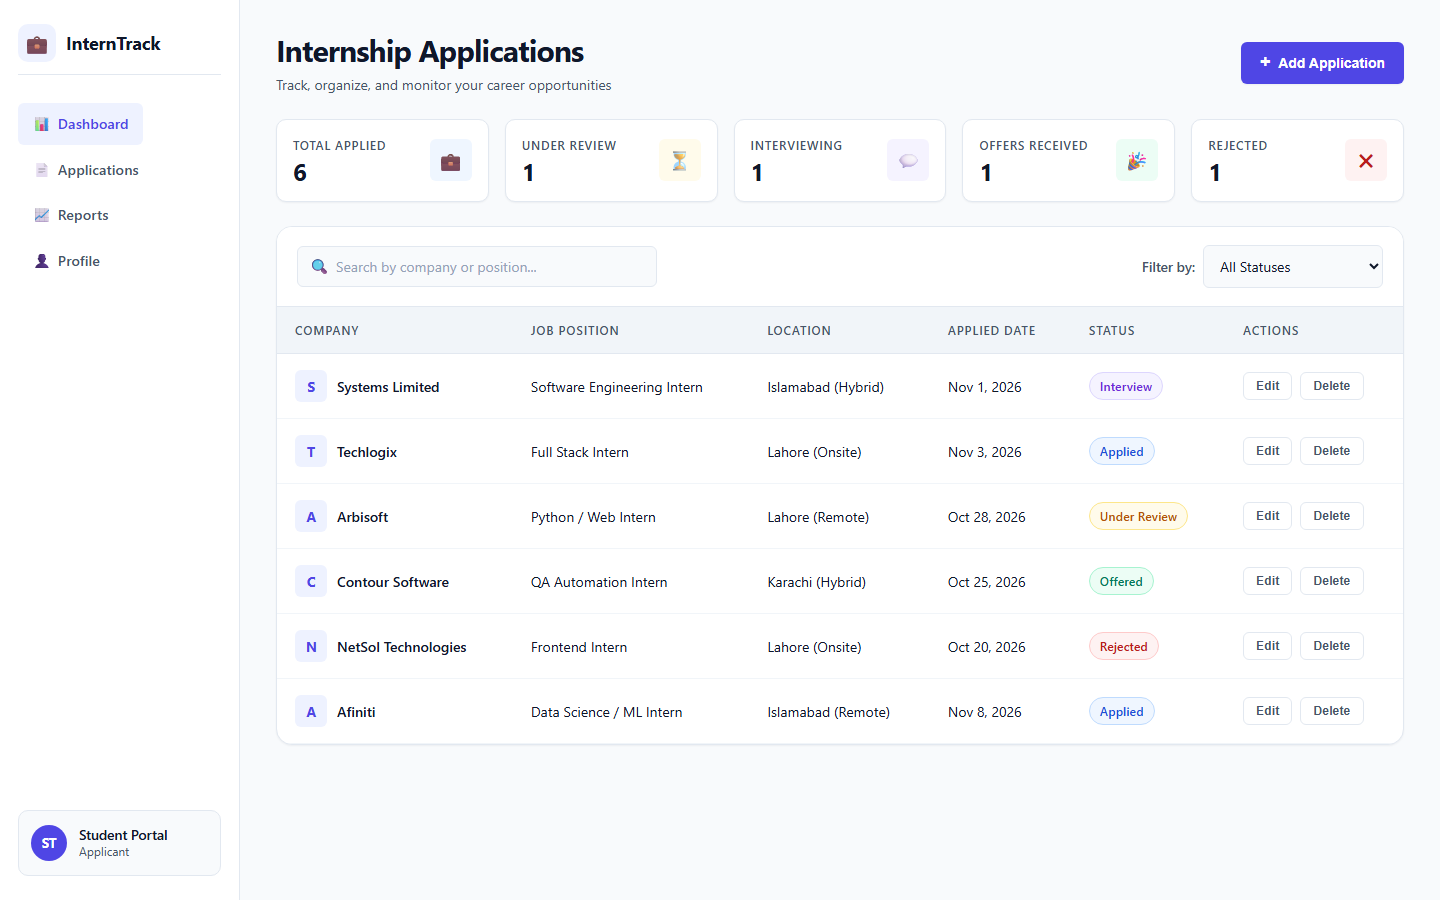 InternTrack
Dashboard
Applications
Reports
Profile
ST
Student Portal
Applicant
Internship Applications
Track, organize, and monitor your career opportunities
+ Add Application
TOTAL APPLIED
6
UNDER REVIEW
1
INTERVIEWING
1
OFFERS RECEIVED
1
REJECTED
1
Search by company or position...
Filter by: All Statuses
COMPANY JOB POSITION LOCATION APPLIED DATE STATUS ACTIONS
S Systems Limited Software Engineering Intern Islamabad (Hybrid) Nov 1, 2026 Interview Edit Delete
T Techlogix Full Stack Intern Lahore (Onsite) Nov 3, 2026 Applied Edit Delete
A Arbisoft Python / Web Intern Lahore (Remote) Oct 28, 2026 Under Review Edit Delete
C Contour Software QA Automation Intern Karachi (Hybrid) Oct 25, 2026 Offered Edit Delete
N NetSol Technologies Frontend Intern Lahore (Onsite) Oct 20, 2026 Rejected Edit Delete
A Afiniti Data Science / ML Intern Islamabad (Remote) Nov 8, 2026 Applied Edit Delete